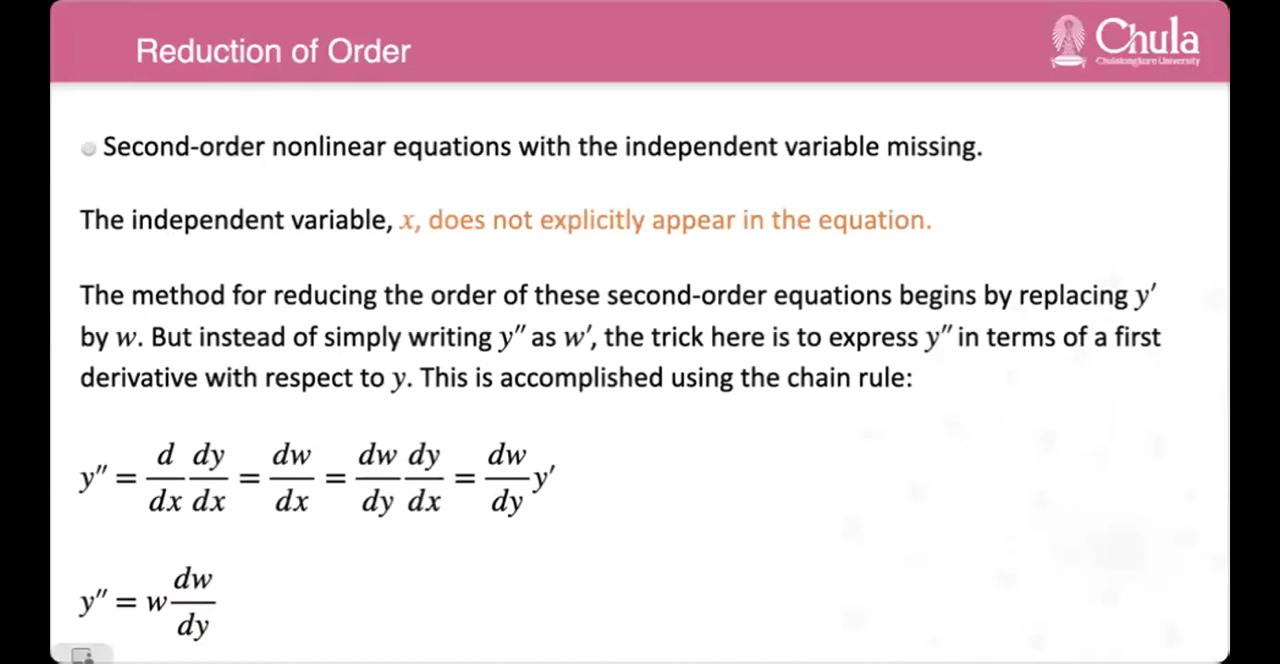 Reduction of Order
Chula
Chulalongkorn University
Second-order nonlinear equations with the independent variable missing.
The independent variable, x, does not explicitly appear in the equation.
The method for reducing the order of these second-order equations begins by replacing y′
by w. But instead of simply writing y″ as w′, the trick here is to express y″ in terms of a first
derivative with respect to y. This is accomplished using the chain rule:
y″ = d/dx dy/dx = dw/dx = dw/dy dy/dx = dw/dy y′
y″ = w dw/dy